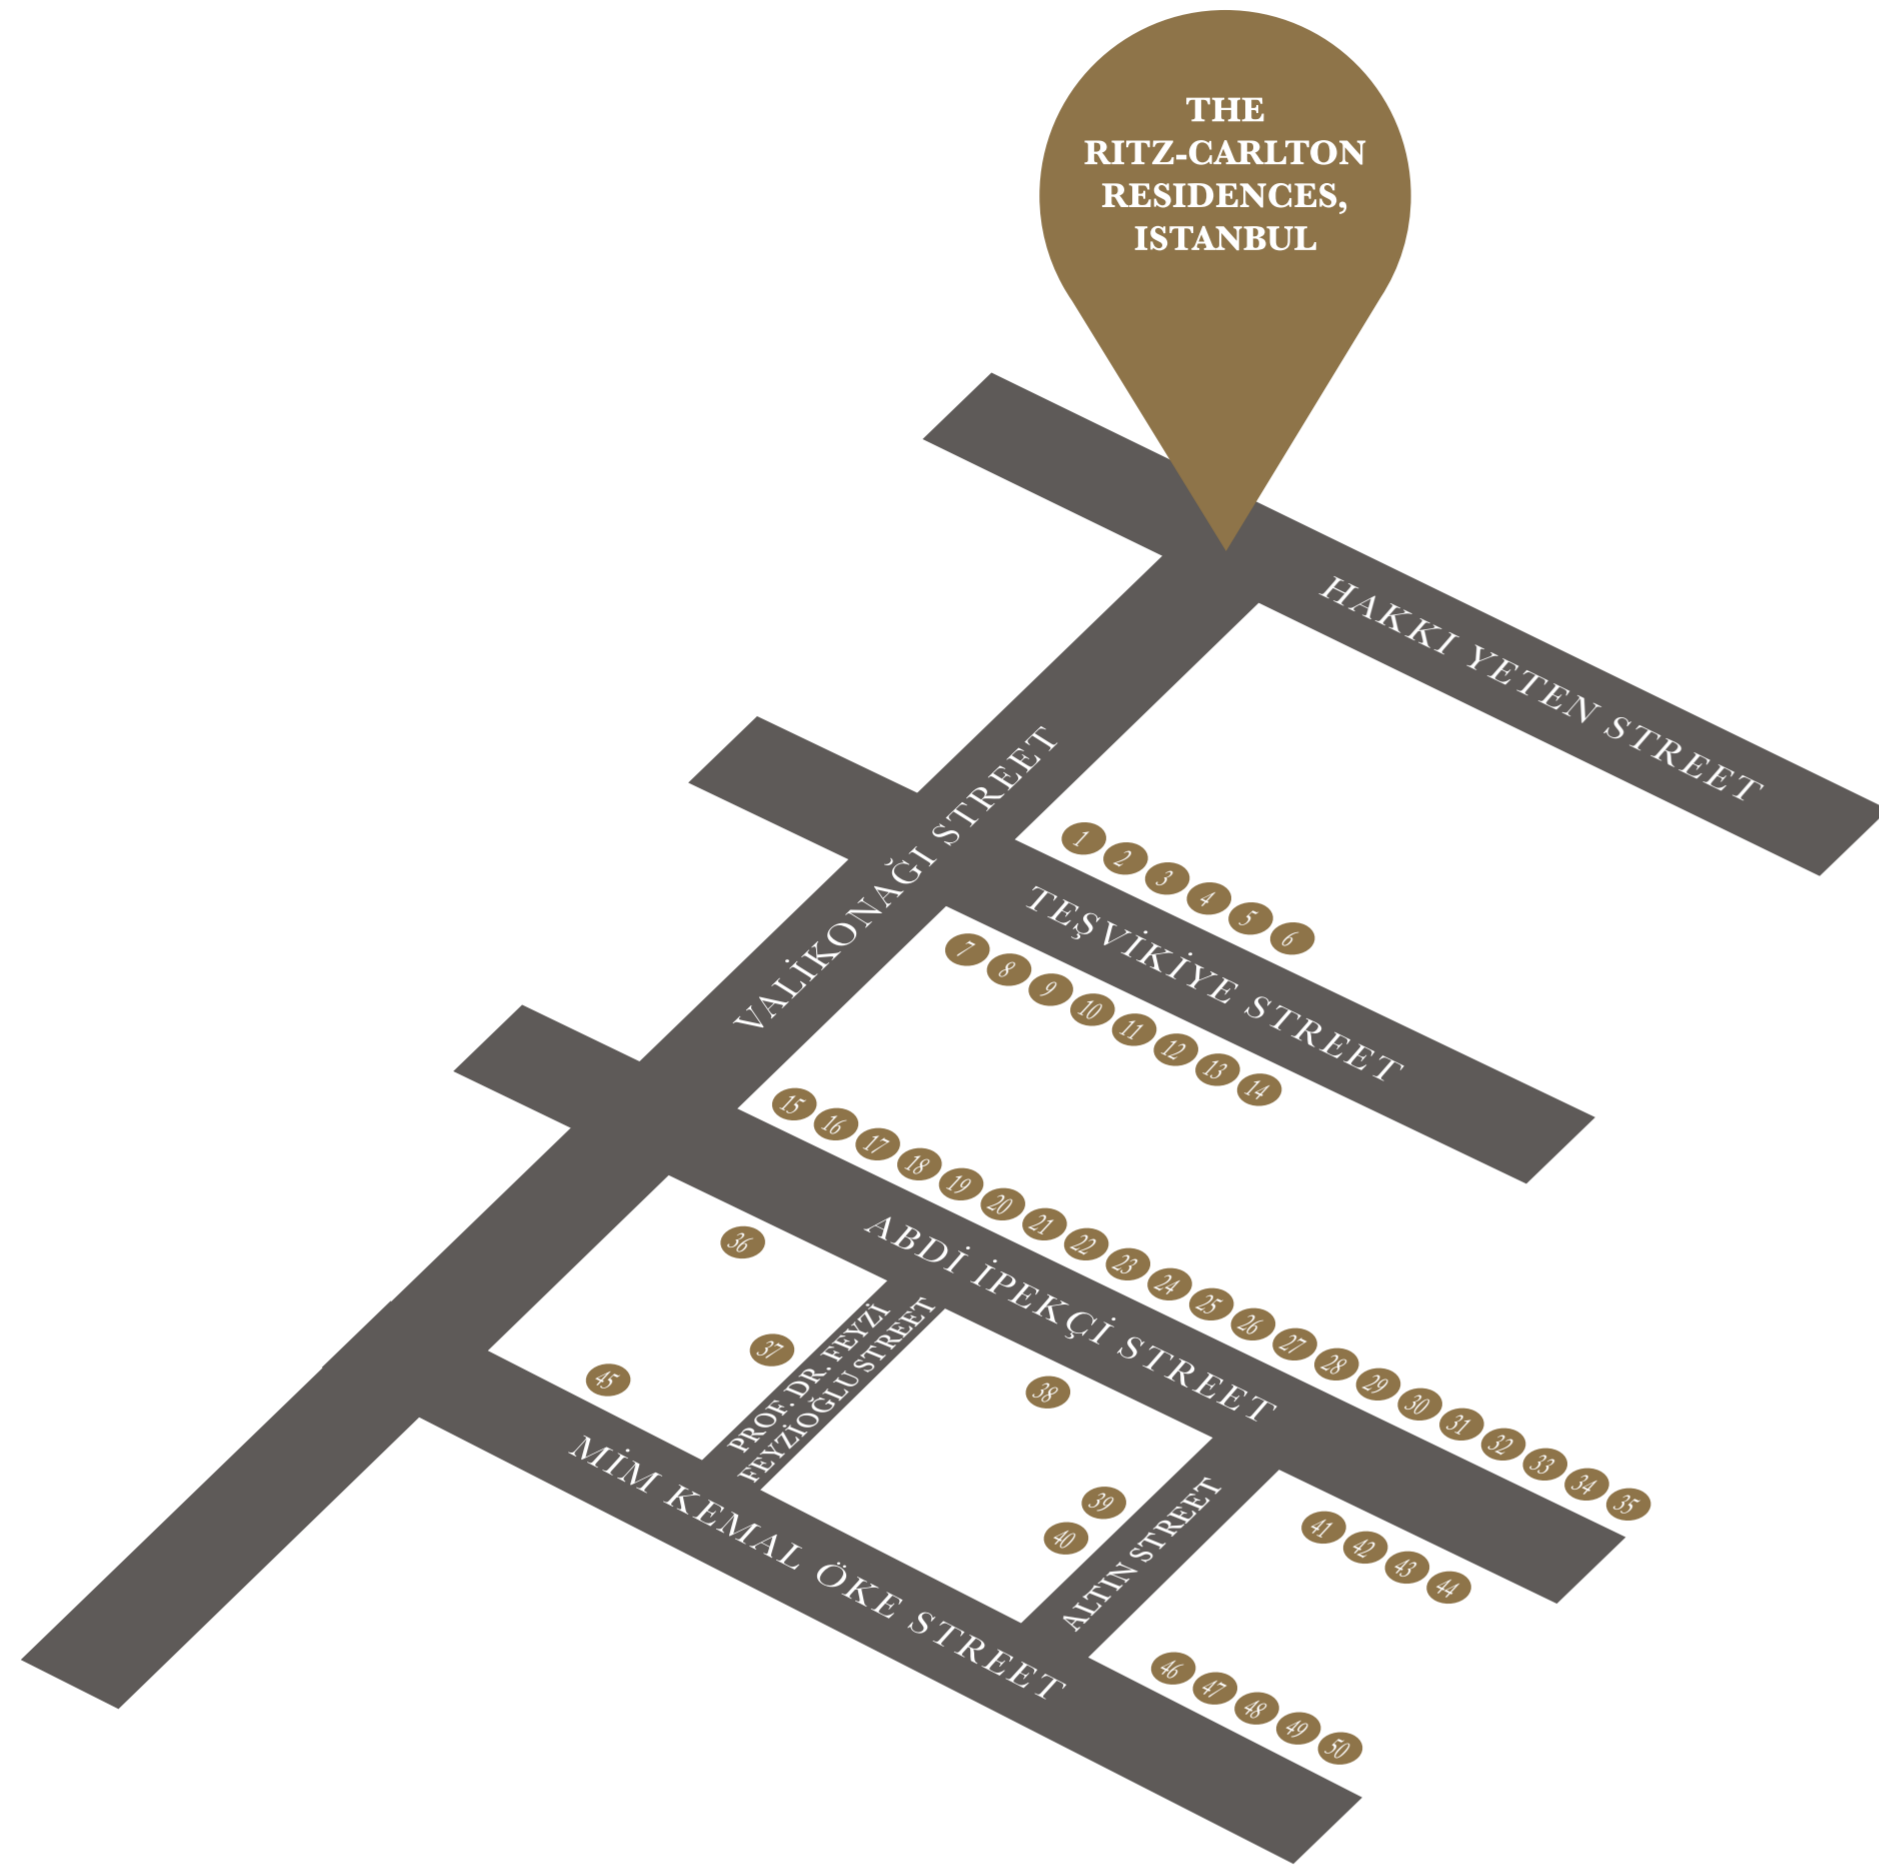 THE
RITZ-CARLTON
RESIDENCES,
ISTANBUL
HAKKI YETEN STREET
VALİKONAĞI STREET
1 2 3 4 5 6
TEŞVİKİYE STREET
7 8 9 10 11 12 13 14
15 16 17 18 19 20 21 22 23 24 25 26 27 28 29 30 31 32 33 34 35
ABDİ İPEKÇİ STREET
36
37
PROF. DR. FEYZİ
FEYZİOĞLU STREET
38
39
40
ALTIN STREET
41 42 43 44
45
MİM KEMAL ÖKE STREET
46 47 48 49 50